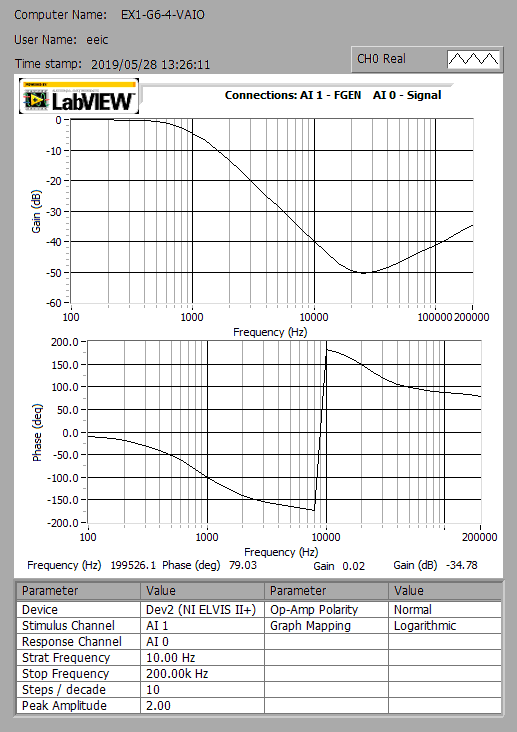 Computer Name: EX1-G6-4-VAIO
User Name: eeic
Time stamp: 2019/05/28 13:26:11
CH0 Real
POWERED BY
LabVIEW
Connections: AI 1 - FGEN AI 0 - Signal
Gain (dB)
0
-10
-20
-30
-40
-50
-60
100 1000 10000 100000 200000
Frequency (Hz)
Phase (deg)
200.0
150.0
100.0
50.0
0.0
-50.0
-100.0
-150.0
-200.0
100 1000 10000 200000
Frequency (Hz)
Frequency (Hz) 199526.1 Phase (deg) 79.03 Gain 0.02 Gain (dB) -34.78
Parameter Value Parameter Value
Device Dev2 (NI ELVIS II+) Op-Amp Polarity Normal
Stimulus Channel AI 1 Graph Mapping Logarithmic
Response Channel AI 0
Strat Frequency 10.00 Hz
Stop Frequency 200.00k Hz
Steps / decade 10
Peak Amplitude 2.00